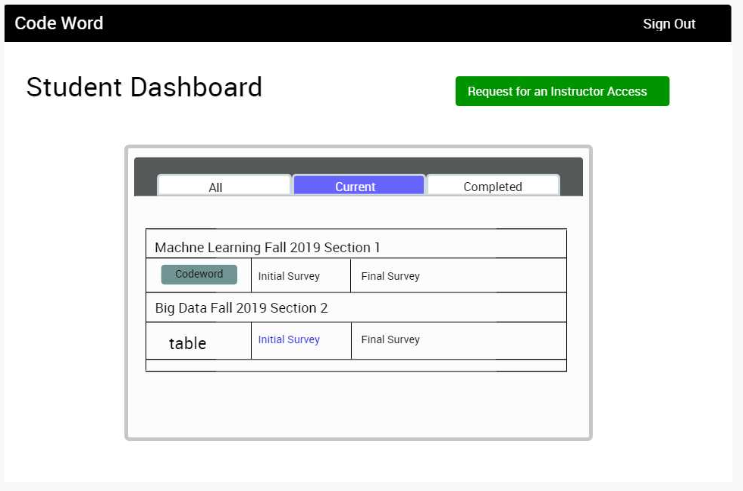 Code Word Sign Out
Student Dashboard
Request for an Instructor Access
All Current Completed
Machne Learning Fall 2019 Section 1
Codeword Initial Survey Final Survey
Big Data Fall 2019 Section 2
table Initial Survey Final Survey